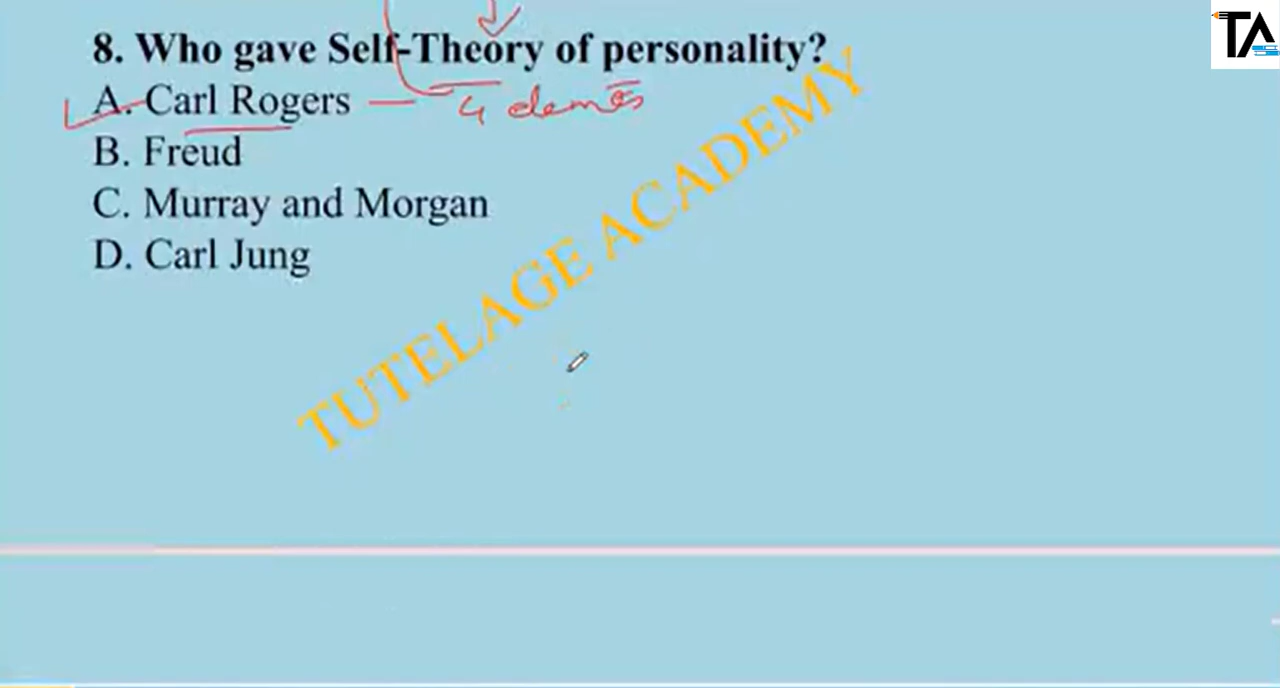 TA
8. Who gave Self-Theory of personality?
A. Carl Rogers — 4
B. Freud
C. Murray and Morgan
D. Carl Jung
TUTELAGE ACADEMY